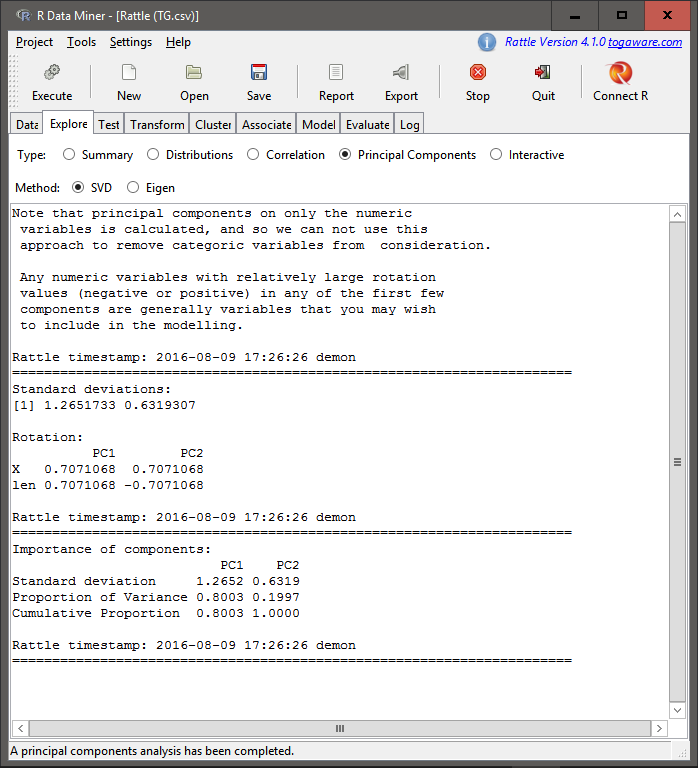 R Data Miner - [Rattle (TG.csv)]
Project Tools Settings Help
Rattle Version 4.1.0 togaware.com
Execute New Open Save Report Export Stop Quit Connect R
Data Explore Test Transform Cluster Associate Model Evaluate Log
Type: Summary Distributions Correlation Principal Components Interactive
Method: SVD Eigen
Note that principal components on only the numeric
variables is calculated, and so we can not use this
approach to remove categoric variables from  consideration.
Any numeric variables with relatively large rotation
values (negative or positive) in any of the first few
components are generally variables that you may wish
to include in the modelling.
Rattle timestamp: 2016-08-09 17:26:26 demon
======================================================================
Standard deviations:
[1] 1.2651733 0.6319307
Rotation:
          PC1        PC2
X   0.7071068  0.7071068
len 0.7071068 -0.7071068
Rattle timestamp: 2016-08-09 17:26:26 demon
======================================================================
Importance of components:
                          PC1    PC2
Standard deviation     1.2652 0.6319
Proportion of Variance 0.8003 0.1997
Cumulative Proportion  0.8003 1.0000
Rattle timestamp: 2016-08-09 17:26:26 demon
======================================================================
A principal components analysis has been completed.